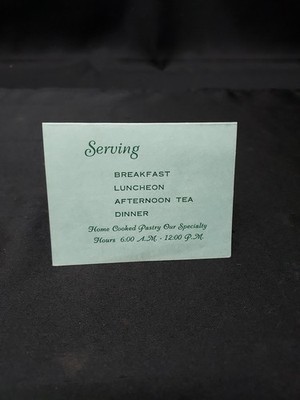 Serving
BREAKFAST
LUNCHEON
AFTERNOON TEA
DINNER
Home Cooked Pastry Our Specialty
Hours 6:00 A.M. - 12:00 P.M.